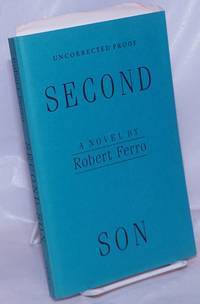 UNCORRECTED PROOF
SECOND
A NOVEL BY
Robert Ferro
SON